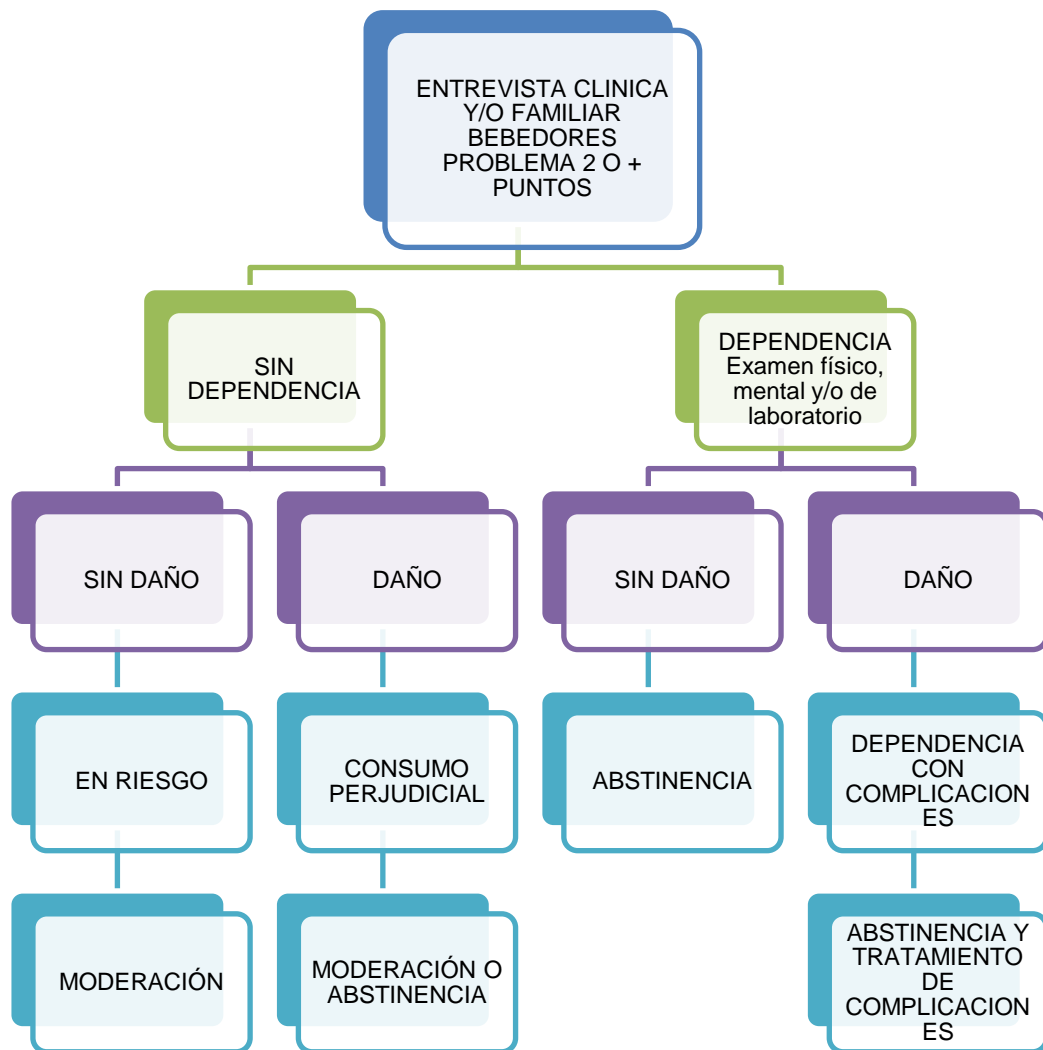 ENTREVISTA CLINICA
Y/O FAMILIAR
BEBEDORES
PROBLEMA 2 O +
PUNTOS
SIN
DEPENDENCIA
DEPENDENCIA
Examen físico,
mental y/o de
laboratorio
SIN DAÑO
DAÑO
SIN DAÑO
DAÑO
EN RIESGO
CONSUMO
PERJUDICIAL
ABSTINENCIA
DEPENDENCIA
CON
COMPLICACION
ES
MODERACIÓN
MODERACIÓN O
ABSTINENCIA
ABSTINENCIA Y
TRATAMIENTO
DE
COMPLICACION
ES